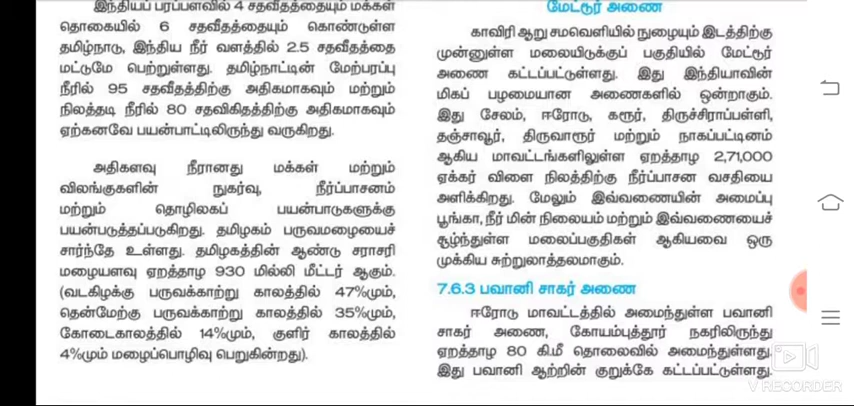 இந்தியப் பரப்பளவில் 4 சதவீதத்தையும் மக்கள்
தொகையில் 6 சதவீதத்தையும் கொண்டுள்ள
தமிழ்நாடு, இந்திய நீர் வளத்தில் 2.5 சதவீதத்தை
மட்டுமே பெற்றுள்ளது. தமிழ்நாட்டின் மேற்பரப்பு
நீரில் 95 சதவீதத்திற்கு அதிகமாகவும் மற்றும்
நிலத்தடி நீரில் 80 சதவிகிதத்திற்கு அதிகமாகவும்
ஏற்கனவே பயன்பாட்டிலிருந்து வருகிறது.
அதிகளவு நீரானது மக்கள் மற்றும்
விலங்குகளின் நுகர்வு, நீர்ப்பாசனம்
மற்றும் தொழிலகப் பயன்பாடுகளுக்கு
பயன்படுத்தப்படுகிறது. தமிழகம் பருவமழையைச்
சார்ந்தே உள்ளது. தமிழகத்தின் ஆண்டு சராசரி
மழையளவு ஏறத்தாழ 930 மில்லி மீட்டர் ஆகும்.
(வடகிழக்கு பருவக்காற்று காலத்தில் 47%மும்,
தென்மேற்கு பருவக்காற்று காலத்தில் 35%மும்,
கோடைகாலத்தில் 14%மும், குளிர் காலத்தில்
4%மும் மழைப்பொழிவு பெறுகின்றது).
மேட்டூர் அணை
காவிரி ஆறு சமவெளியில் நுழையும் இடத்திற்கு
முன்னுள்ள மலையிடுக்குப் பகுதியில் மேட்டூர்
அணை கட்டப்பட்டுள்ளது. இது இந்தியாவின்
மிகப் பழமையான அணைகளில் ஒன்றாகும்.
இது சேலம், ஈரோடு, கரூர், திருச்சிராப்பள்ளி,
தஞ்சாவூர், திருவாரூர் மற்றும் நாகப்பட்டினம்
ஆகிய மாவட்டங்களிலுள்ள ஏறத்தாழ 2,71,000
ஏக்கர் விளை நிலத்திற்கு நீர்ப்பாசன வசதியை
அளிக்கிறது. மேலும் இவ்வணையின் அமைப்பு
பூங்கா, நீர் மின் நிலையம் மற்றும் இவ்வணையைச்
சூழ்ந்துள்ள மலைப்பகுதிகள் ஆகியவை ஒரு
முக்கிய சுற்றுலாத்தலமாகும்.
7.6.3 பவானி சாகர் அணை
ஈரோடு மாவட்டத்தில் அமைந்துள்ள பவானி
சாகர் அணை, கோயம்புத்தூர் நகரிலிருந்து
ஏறத்தாழ 80 கி.மீ தொலைவில் அமைந்துள்ளது.
இது பவானி ஆற்றின் குறுக்கே கட்டப்பட்டுள்ளது.
V RECORDER